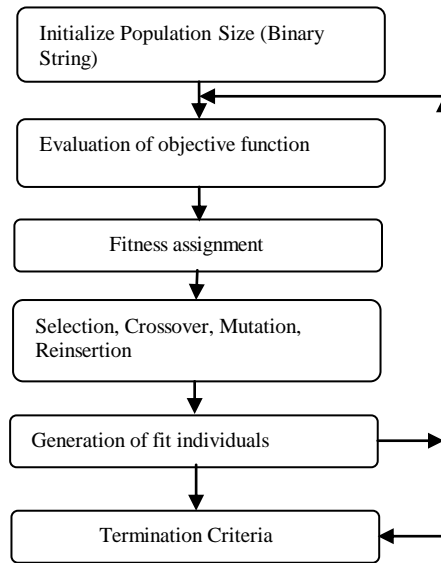 Initialize Population Size (Binary
String)
Evaluation of objective function
Fitness assignment
Selection, Crossover, Mutation,
Reinsertion
Generation of fit individuals
Termination Criteria